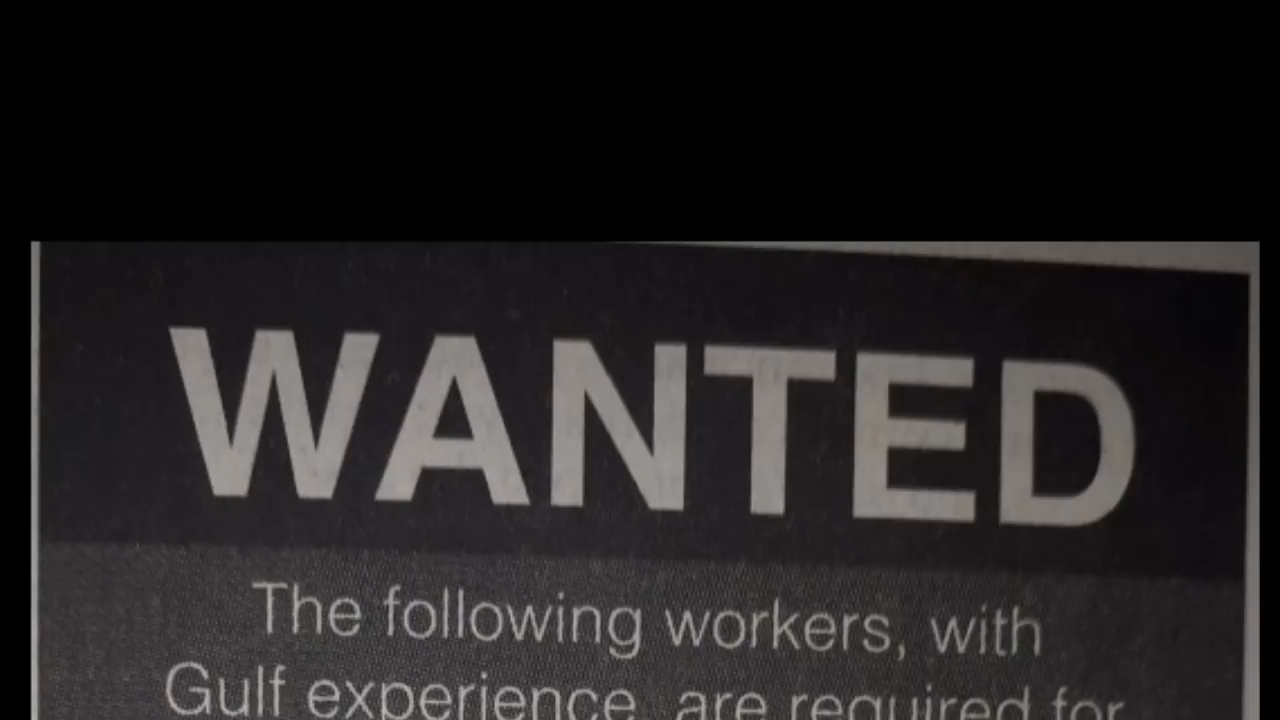 WANTED
The following workers, with
Gulf experience, are required for